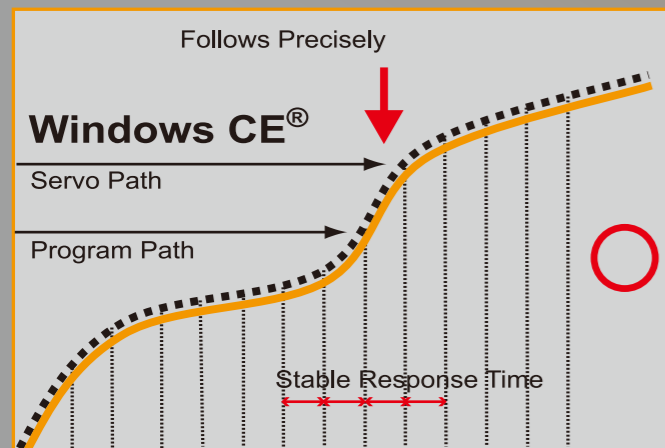 Follows Precisely
Windows CE®
Servo Path
Program Path
Stable Response Time